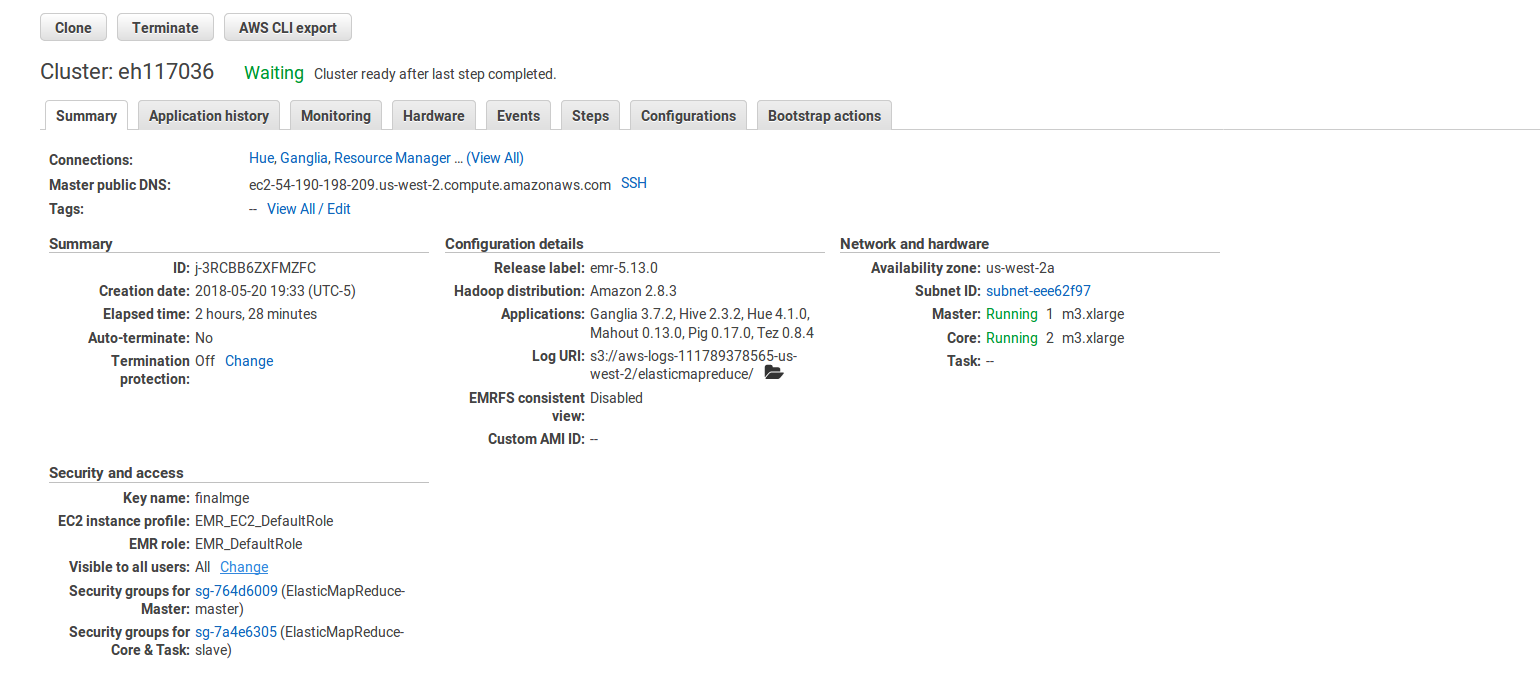 Clone Terminate AWS CLI export
Cluster: eh117036 Waiting Cluster ready after last step completed.
Summary Application history Monitoring Hardware Events Steps Configurations Bootstrap actions
Connections: Hue, Ganglia, Resource Manager ... (View All)
Master public DNS: ec2-54-190-198-209.us-west-2.compute.amazonaws.com SSH
Tags: -- View All / Edit
Summary
ID: j-3RCBB6ZXFMZFC
Creation date: 2018-05-20 19:33 (UTC-5)
Elapsed time: 2 hours, 28 minutes
Auto-terminate: No
Termination Off Change
protection:
Configuration details
Release label: emr-5.13.0
Hadoop distribution: Amazon 2.8.3
Applications: Ganglia 3.7.2, Hive 2.3.2, Hue 4.1.0,
Mahout 0.13.0, Pig 0.17.0, Tez 0.8.4
Log URI: s3://aws-logs-111789378565-us-
west-2/elasticmapreduce/
EMRFS consistent Disabled
view:
Custom AMI ID: --
Network and hardware
Availability zone: us-west-2a
Subnet ID: subnet-eee62f97
Master: Running 1 m3.xlarge
Core: Running 2 m3.xlarge
Task: --
Security and access
Key name: finalmge
EC2 instance profile: EMR_EC2_DefaultRole
EMR role: EMR_DefaultRole
Visible to all users: All Change
Security groups for sg-764d6009 (ElasticMapReduce-
Master: master)
Security groups for sg-7a4e6305 (ElasticMapReduce-
Core & Task: slave)